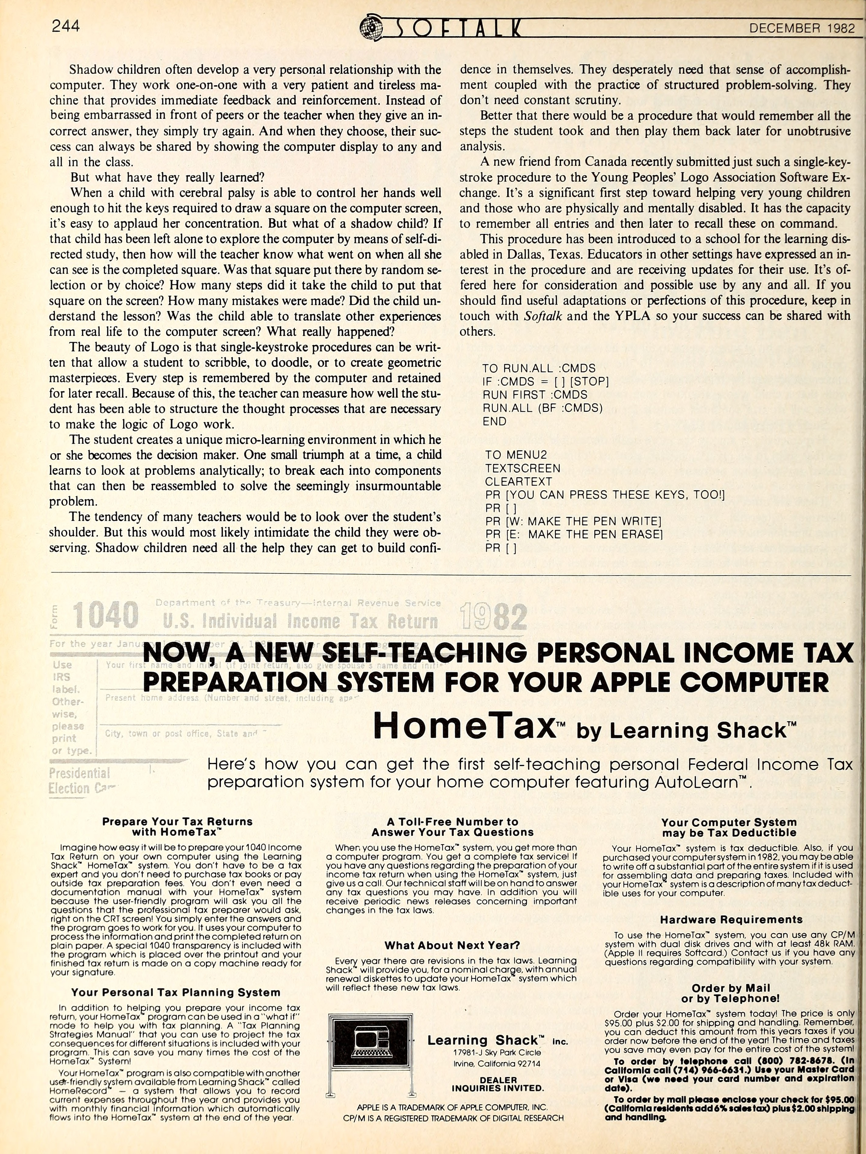 244
SOFTALK
DECEMBER 1982
Shadow children often develop a very personal relationship with the
computer. They work one-on-one with a very patient and tireless ma-
chine that provides immediate feedback and reinforcement. Instead of
being embarrassed in front of peers or the teacher when they give an in-
correct answer, they simply try again. And when they choose, their suc-
cess can always be shared by showing the computer display to any and
all in the class.
But what have they really learned?
When a child with cerebral palsy is able to control her hands well
enough to hit the keys required to draw a square on the computer screen,
it's easy to applaud her concentration. But what of a shadow child? If
that child has been left alone to explore the computer by means of self-di-
rected study, then how will the teacher know what went on when all she
can see is the completed square. Was that square put there by random se-
lection or by choice? How many steps did it take the child to put that
square on the screen? How many mistakes were made? Did the child un-
derstand the lesson? Was the child able to translate other experiences
from real life to the computer screen? What really happened?
The beauty of Logo is that single-keystroke procedures can be writ-
ten that allow a student to scribble, to doodle, or to create geometric
masterpieces. Every step is remembered by the computer and retained
for later recall. Because of this, the teacher can measure how well the stu-
dent has been able to structure the thought processes that are necessary
to make the logic of Logo work.
The student creates a unique micro-learning environment in which he
or she becomes the decision maker. One small triumph at a time, a child
learns to look at problems analytically; to break each into components
that can then be reassembled to solve the seemingly insurmountable
problem.
The tendency of many teachers would be to look over the student's
shoulder. But this would most likely intimidate the child they were ob-
serving. Shadow children need all the help they can get to build confi-
dence in themselves. They desperately need that sense of accomplish-
ment coupled with the practice of structured problem-solving. They
don't need constant scrutiny.
Better that there would be a procedure that would remember all the
steps the student took and then play them back later for unobtrusive
analysis.
A new friend from Canada recently submitted just such a single-key-
stroke procedure to the Young Peoples' Logo Association Software Ex-
change. It's a significant first step toward helping very young children
and those who are physically and mentally disabled. It has the capacity
to remember all entries and then later to recall these on command.
This procedure has been introduced to a school for the learning dis-
abled in Dallas, Texas. Educators in other settings have expressed an in-
terest in the procedure and are receiving updates for their use. It's of-
fered here for consideration and possible use by any and all. If you
should find useful adaptations or perfections of this procedure, keep in
touch with Softalk and the YPLA so your success can be shared with
others.
TO RUN.ALL :CMDS
IF :CMDS = [ ] [STOP]
RUN FIRST :CMDS
RUN.ALL (BF :CMDS)
END
TO MENU2
TEXTSCREEN
CLEARTEXT
PR [YOU CAN PRESS THESE KEYS, TOO!]
PR [ ]
PR [W: MAKE THE PEN WRITE]
PR [E: MAKE THE PEN ERASE]
PR [ ]
Form 1040
Department of the Treasury—Internal Revenue Service
U.S. Individual Income Tax Return 1982
For the year
Use
IRS
label.
Other-
wise,
please
print
or type.
Your first name and
Present home address (Number and street, including
City, town or post office, State and
Presidential
Election
NOW, A NEW SELF-TEACHING PERSONAL INCOME TAX
PREPARATION SYSTEM FOR YOUR APPLE COMPUTER
HomeTax™ by Learning Shack™
Here's how you can get the first self-teaching personal Federal Income Tax
preparation system for your home computer featuring AutoLearn™.
Prepare Your Tax Returns
with HomeTax™
Imagine how easy it will be to prepare your 1040 Income
Tax Return on your own computer using the Learning
Shack™ HomeTax™ system. You don't have to be a tax
expert and you don't need to purchase tax books or pay
outside tax preparation fees. You don't even need a
documentation manual with your HomeTax™ system
because the user-friendly program will ask you all the
questions that the professional tax preparer would ask,
right on the CRT screen! You simply enter the answers and
the program goes to work for you. It uses your computer to
process the information and print the completed return on
plain paper. A special 1040 transparency is included with
the program which is placed over the printout and your
finished tax return is made on a copy machine ready for
your signature.
Your Personal Tax Planning System
In addition to helping you prepare your income tax
return, your HomeTax™ program can be used in a "what if"
mode to help you with tax planning. A "Tax Planning
Strategies Manual" that you can use to project the tax
consequences for different situations is included with your
program. This can save you many times the cost of the
HomeTax™ System!
Your HomeTax™ program is also compatible with another
user-friendly system available from Learning Shack™ called
HomeRecord™ — a system that allows you to record
current expenses throughout the year and provides you
with monthly financial information which automatically
flows into the HomeTax™ system at the end of the year.
A Toll-Free Number to
Answer Your Tax Questions
When you use the HomeTax™ system, you get more than
a computer program. You get a complete tax service! If
you have any questions regarding the preparation of your
income tax return when using the HomeTax™ system, just
give us a call. Our technical staff will be on hand to answer
any tax questions you may have. In addition you will
receive periodic news releases concerning important
changes in the tax laws.
What About Next Year?
Every year there are revisions in the tax laws. Learning
Shack™ will provide you, for a nominal charge, with annual
renewal diskettes to update your HomeTax™ system which
will reflect these new tax laws.
Learning Shack™ Inc.
17981-J Sky Park Circle
Irvine, California 92714
DEALER
INQUIRIES INVITED.
APPLE IS A TRADEMARK OF APPLE COMPUTER, INC.
CP/M IS A REGISTERED TRADEMARK OF DIGITAL RESEARCH
Your Computer System
may be Tax Deductible
Your HomeTax™ system is tax deductible. Also, if you
purchased your computer system in 1982, you may be able
to write off a substantial part of the entire system if it is used
for assembling data and preparing taxes. Included with
your HomeTax™ system is a description of many tax deduct-
ible uses for your computer.
Hardware Requirements
To use the HomeTax™ system, you can use any CP/M
system with dual disk drives and with at least 48k RAM.
(Apple II requires Softcard.) Contact us if you have any
questions regarding compatibility with your system.
Order by Mail
or by Telephone!
Order your HomeTax™ system today! The price is only
$95.00 plus $2.00 for shipping and handling. Remember,
you can deduct this amount from this years taxes if you
order now before the end of the year! The time and taxes
you save may even pay for the entire cost of the system!
To order by telephone call (800) 782-8678. (In
California call (714) 966-6631.) Use your Master Card
or Visa (we need your card number and expiration
date).
To order by mail please enclose your check for $95.00
(California residents add 6% sales tax) plus $2.00 shipping
and handling.